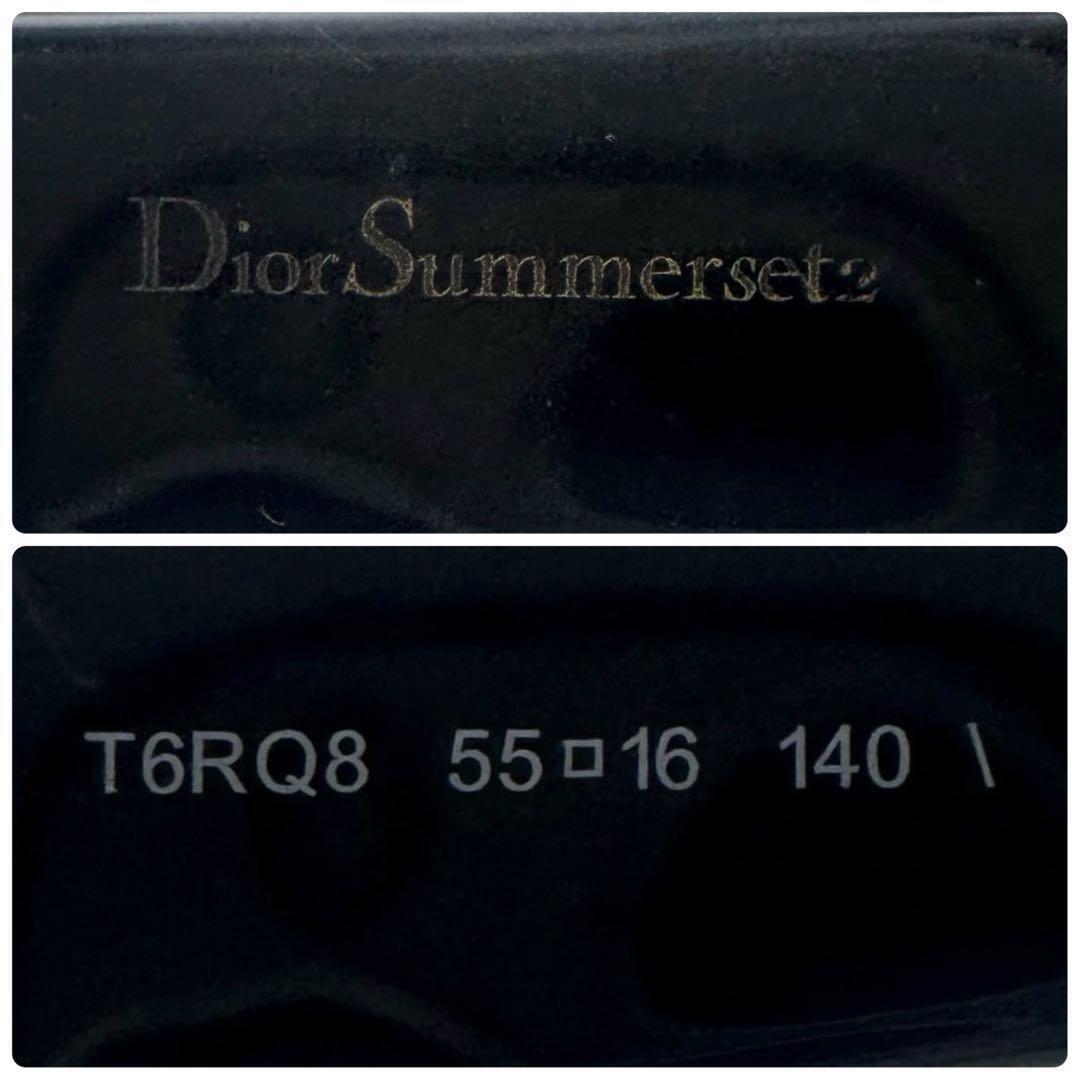 DiorSummerset2
T6RQ8 55□16 140 \